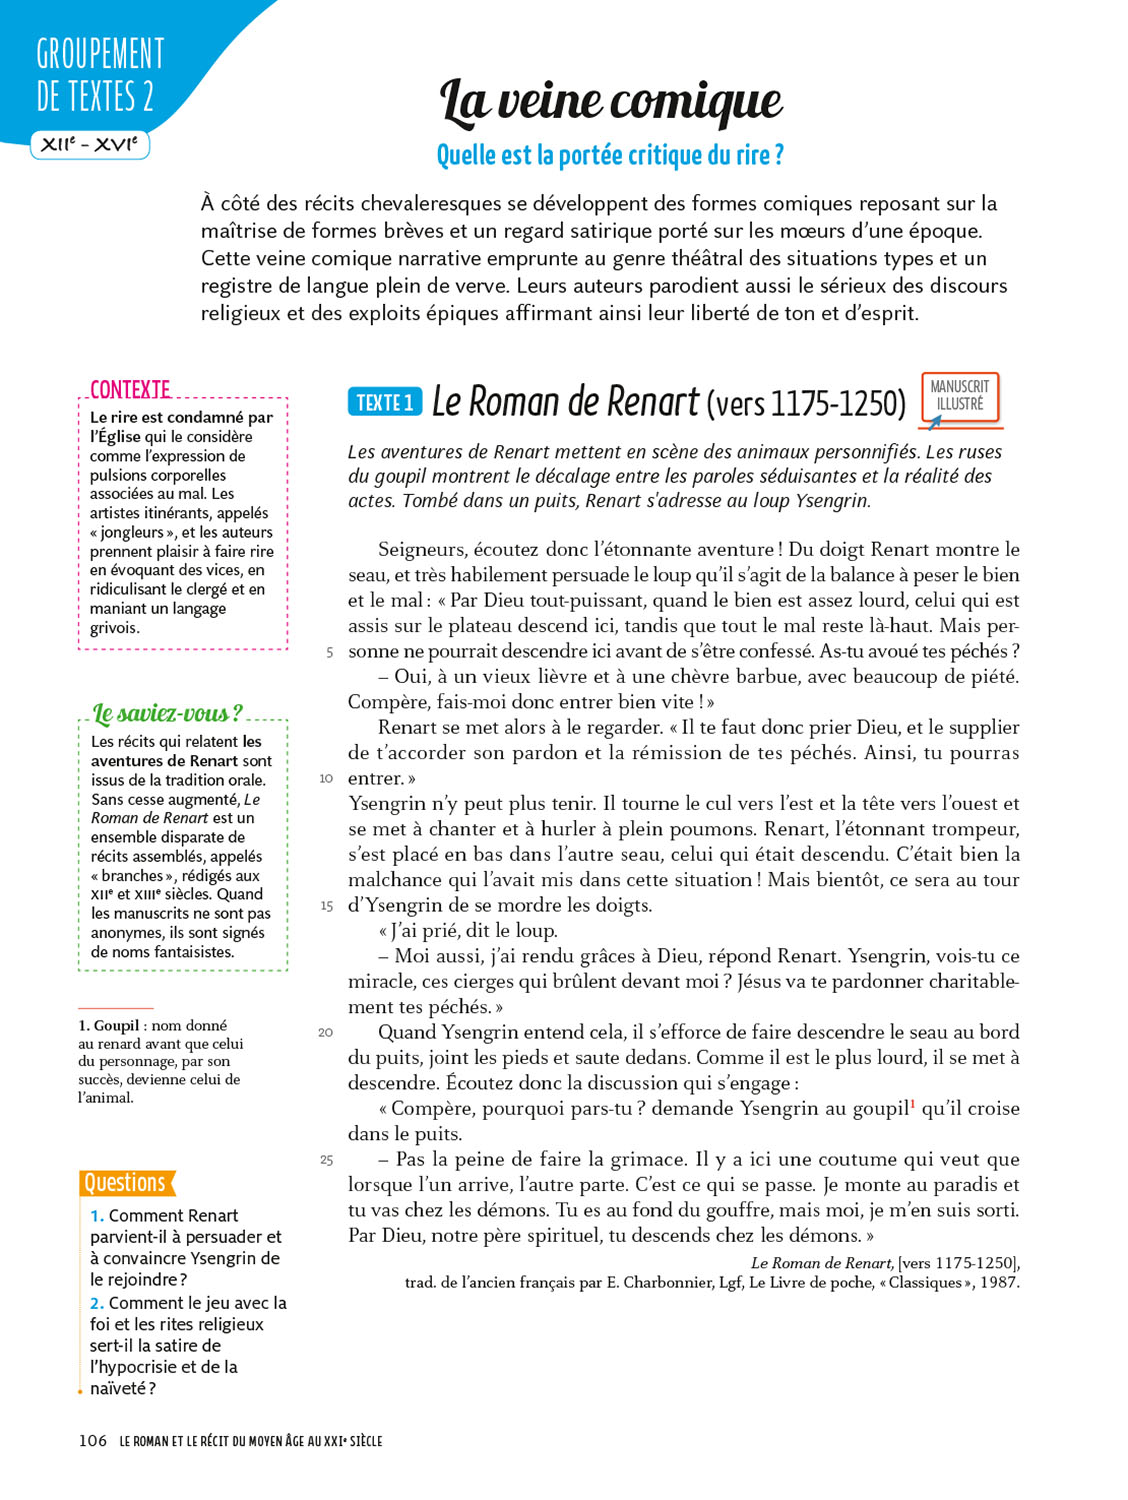 GROUPEMENT
DE TEXTES 2
XIIe – XVIe
La veine comique
Quelle est la portée critique du rire ?
À côté des récits chevaleresques se développent des formes comiques reposant sur la
maîtrise de formes brèves et un regard satirique porté sur les mœurs d’une époque.
Cette veine comique narrative emprunte au genre théâtral des situations types et un
registre de langue plein de verve. Leurs auteurs parodient aussi le sérieux des discours
religieux et des exploits épiques affirmant ainsi leur liberté de ton et d’esprit.
CONTEXTE
Le rire est condamné par
l’Église qui le considère
comme l’expression de
pulsions corporelles
associées au mal. Les
artistes itinérants, appelés
« jongleurs », et les auteurs
prennent plaisir à faire rire
en évoquant des vices, en
ridiculisant le clergé et en
maniant un langage
grivois.
Le saviez-vous ?
Les récits qui relatent les
aventures de Renart sont
issus de la tradition orale.
Sans cesse augmenté, Le
Roman de Renart est un
ensemble disparate de
récits assemblés, appelés
« branches », rédigés aux
XIIe et XIIIe siècles. Quand
les manuscrits ne sont pas
anonymes, ils sont signés
de noms fantaisistes.
1. Goupil : nom donné
au renard avant que celui
du personnage, par son
succès, devienne celui de
l’animal.
Questions
1. Comment Renart
parvient-il à persuader et
à convaincre Ysengrin de
le rejoindre ?
2. Comment le jeu avec la
foi et les rites religieux
sert-il la satire de
l’hypocrisie et de la
naïveté ?
TEXTE 1 Le Roman de Renart (vers 1175-1250)
MANUSCRIT
ILLUSTRÉ
Les aventures de Renart mettent en scène des animaux personnifiés. Les ruses
du goupil montrent le décalage entre les paroles séduisantes et la réalité des
actes. Tombé dans un puits, Renart s'adresse au loup Ysengrin.
Seigneurs, écoutez donc l’étonnante aventure ! Du doigt Renart montre le
seau, et très habilement persuade le loup qu’il s’agit de la balance à peser le bien
et le mal : « Par Dieu tout-puissant, quand le bien est assez lourd, celui qui est
assis sur le plateau descend ici, tandis que tout le mal reste là-haut. Mais per-
5 sonne ne pourrait descendre ici avant de s’être confessé. As-tu avoué tes péchés ?
– Oui, à un vieux lièvre et à une chèvre barbue, avec beaucoup de piété.
Compère, fais-moi donc entrer bien vite ! »
Renart se met alors à le regarder. « Il te faut donc prier Dieu, et le supplier
de t’accorder son pardon et la rémission de tes péchés. Ainsi, tu pourras
10 entrer. »
Ysengrin n’y peut plus tenir. Il tourne le cul vers l’est et la tête vers l’ouest et
se met à chanter et à hurler à plein poumons. Renart, l’étonnant trompeur,
s’est placé en bas dans l’autre seau, celui qui était descendu. C’était bien la
malchance qui l’avait mis dans cette situation ! Mais bientôt, ce sera au tour
15 d’Ysengrin de se mordre les doigts.
« J’ai prié, dit le loup.
– Moi aussi, j’ai rendu grâces à Dieu, répond Renart. Ysengrin, vois-tu ce
miracle, ces cierges qui brûlent devant moi ? Jésus va te pardonner charitable-
ment tes péchés. »
20 Quand Ysengrin entend cela, il s’efforce de faire descendre le seau au bord
du puits, joint les pieds et saute dedans. Comme il est le plus lourd, il se met à
descendre. Écoutez donc la discussion qui s’engage :
« Compère, pourquoi pars-tu ? demande Ysengrin au goupil1 qu’il croise
dans le puits.
25 – Pas la peine de faire la grimace. Il y a ici une coutume qui veut que
lorsque l’un arrive, l’autre parte. C’est ce qui se passe. Je monte au paradis et
tu vas chez les démons. Tu es au fond du gouffre, mais moi, je m’en suis sorti.
Par Dieu, notre père spirituel, tu descends chez les démons. »
Le Roman de Renart, [vers 1175-1250],
trad. de l’ancien français par E. Charbonnier, Lgf, Le Livre de poche, « Classiques », 1987.
106 LE ROMAN ET LE RÉCIT DU MOYEN ÂGE AU XXIe SIÈCLE